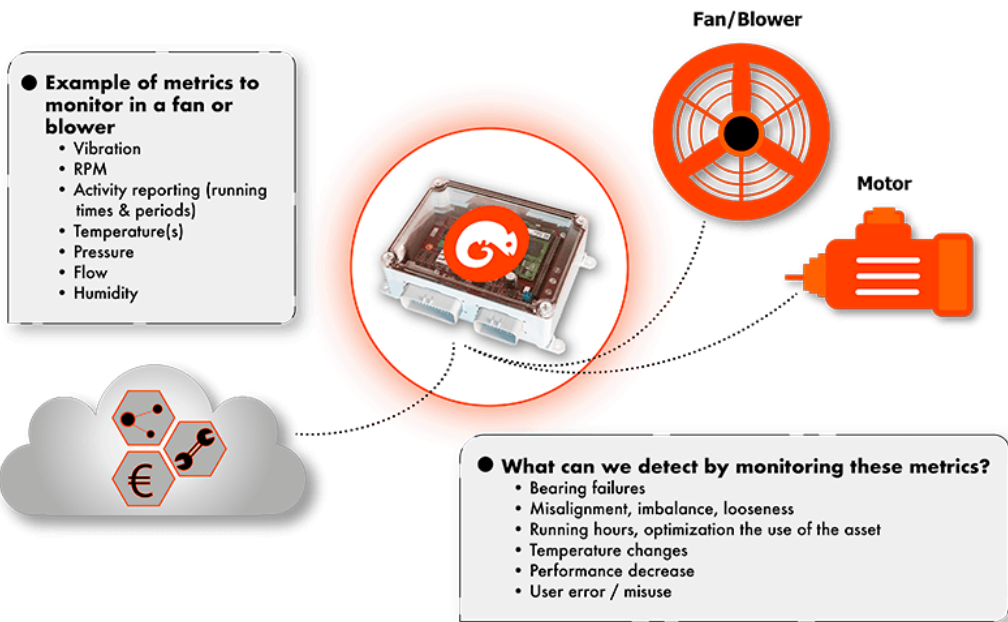 Fan/Blower
● Example of metrics to
monitor in a fan or
blower
• Vibration
• RPM
• Activity reporting (running
times & periods)
• Temperature(s)
• Pressure
• Flow
• Humidity
Motor
€
● What can we detect by monitoring these metrics?
• Bearing failures
• Misalignment, imbalance, looseness
• Running hours, optimization the use of the asset
• Temperature changes
• Performance decrease
• User error / misuse